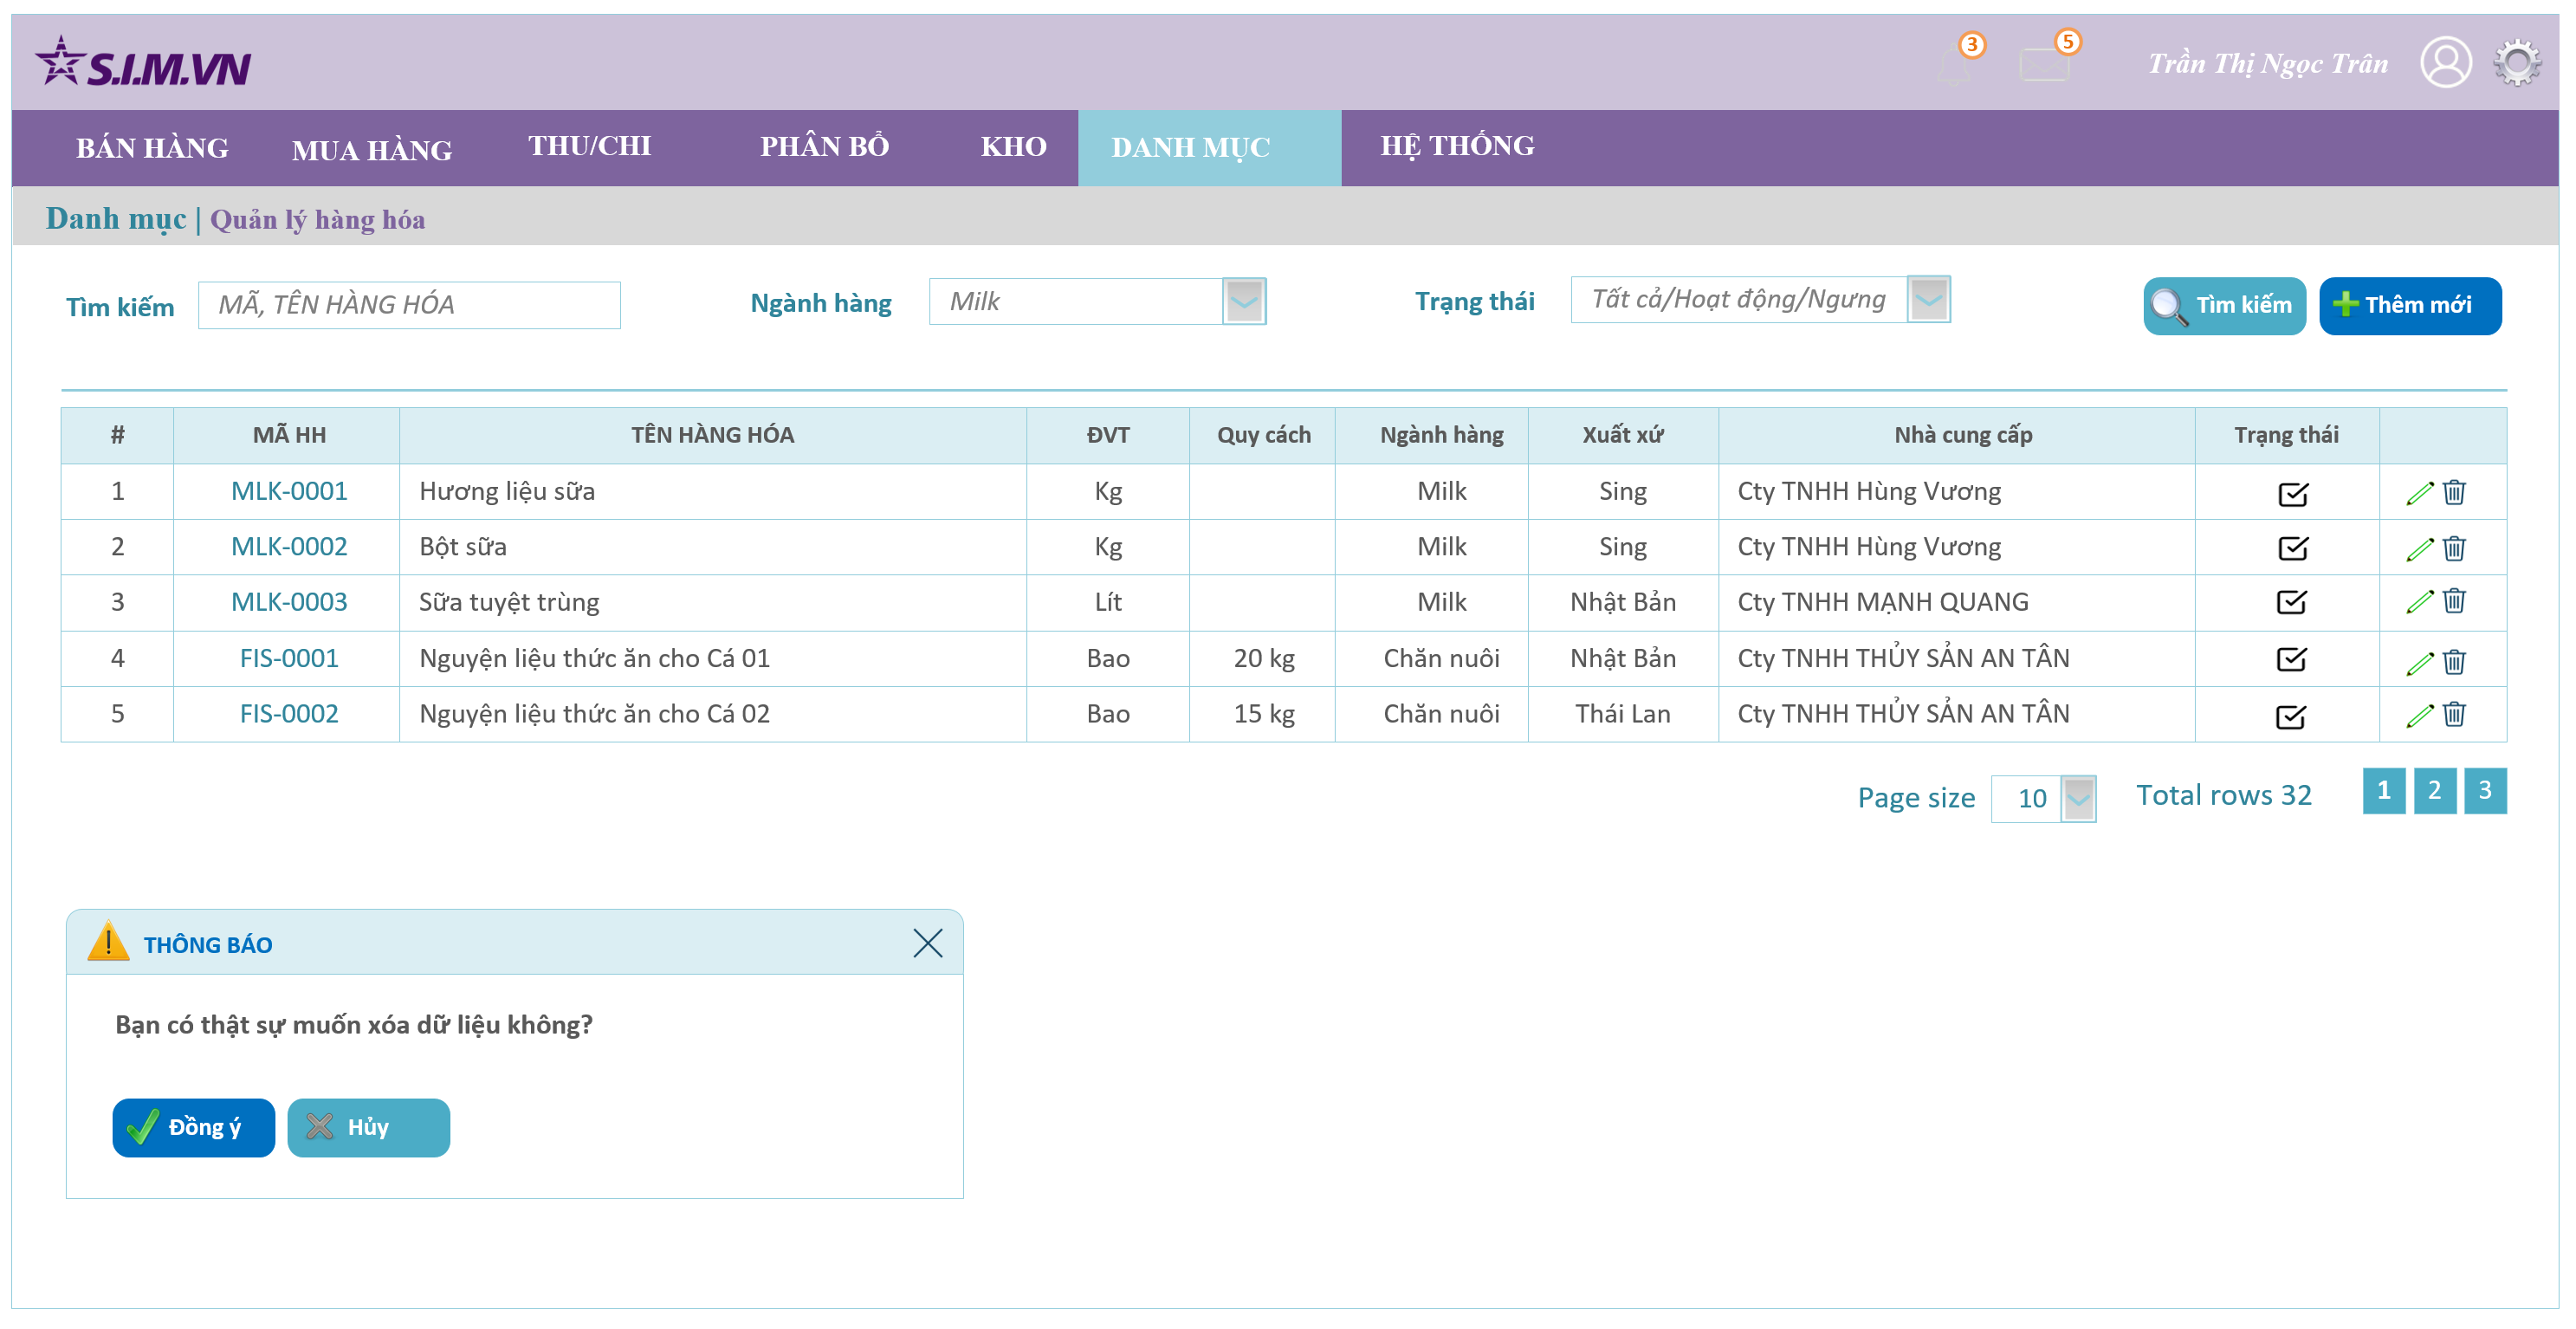 S.I.M.VN
3
5
Trần Thị Ngọc Trân
BÁN HÀNG MUA HÀNG THU/CHI PHÂN BỔ KHO DANH MỤC HỆ THỐNG
Danh mục | Quản lý hàng hóa
Tìm kiếm MÃ, TÊN HÀNG HÓA Ngành hàng Milk Trạng thái Tất cả/Hoạt động/Ngưng Tìm kiếm Thêm mới
# MÃ HH TÊN HÀNG HÓA ĐVT Quy cách Ngành hàng Xuất xứ Nhà cung cấp Trạng thái
1 MLK-0001 Hương liệu sữa Kg Milk Sing Cty TNHH Hùng Vương
2 MLK-0002 Bột sữa Kg Milk Sing Cty TNHH Hùng Vương
3 MLK-0003 Sữa tuyệt trùng Lít Milk Nhật Bản Cty TNHH MẠNH QUANG
4 FIS-0001 Nguyện liệu thức ăn cho Cá 01 Bao 20 kg Chăn nuôi Nhật Bản Cty TNHH THỦY SẢN AN TÂN
5 FIS-0002 Nguyện liệu thức ăn cho Cá 02 Bao 15 kg Chăn nuôi Thái Lan Cty TNHH THỦY SẢN AN TÂN
Page size 10 Total rows 32 1 2 3
THÔNG BÁO
Bạn có thật sự muốn xóa dữ liệu không?
Đồng ý Hủy